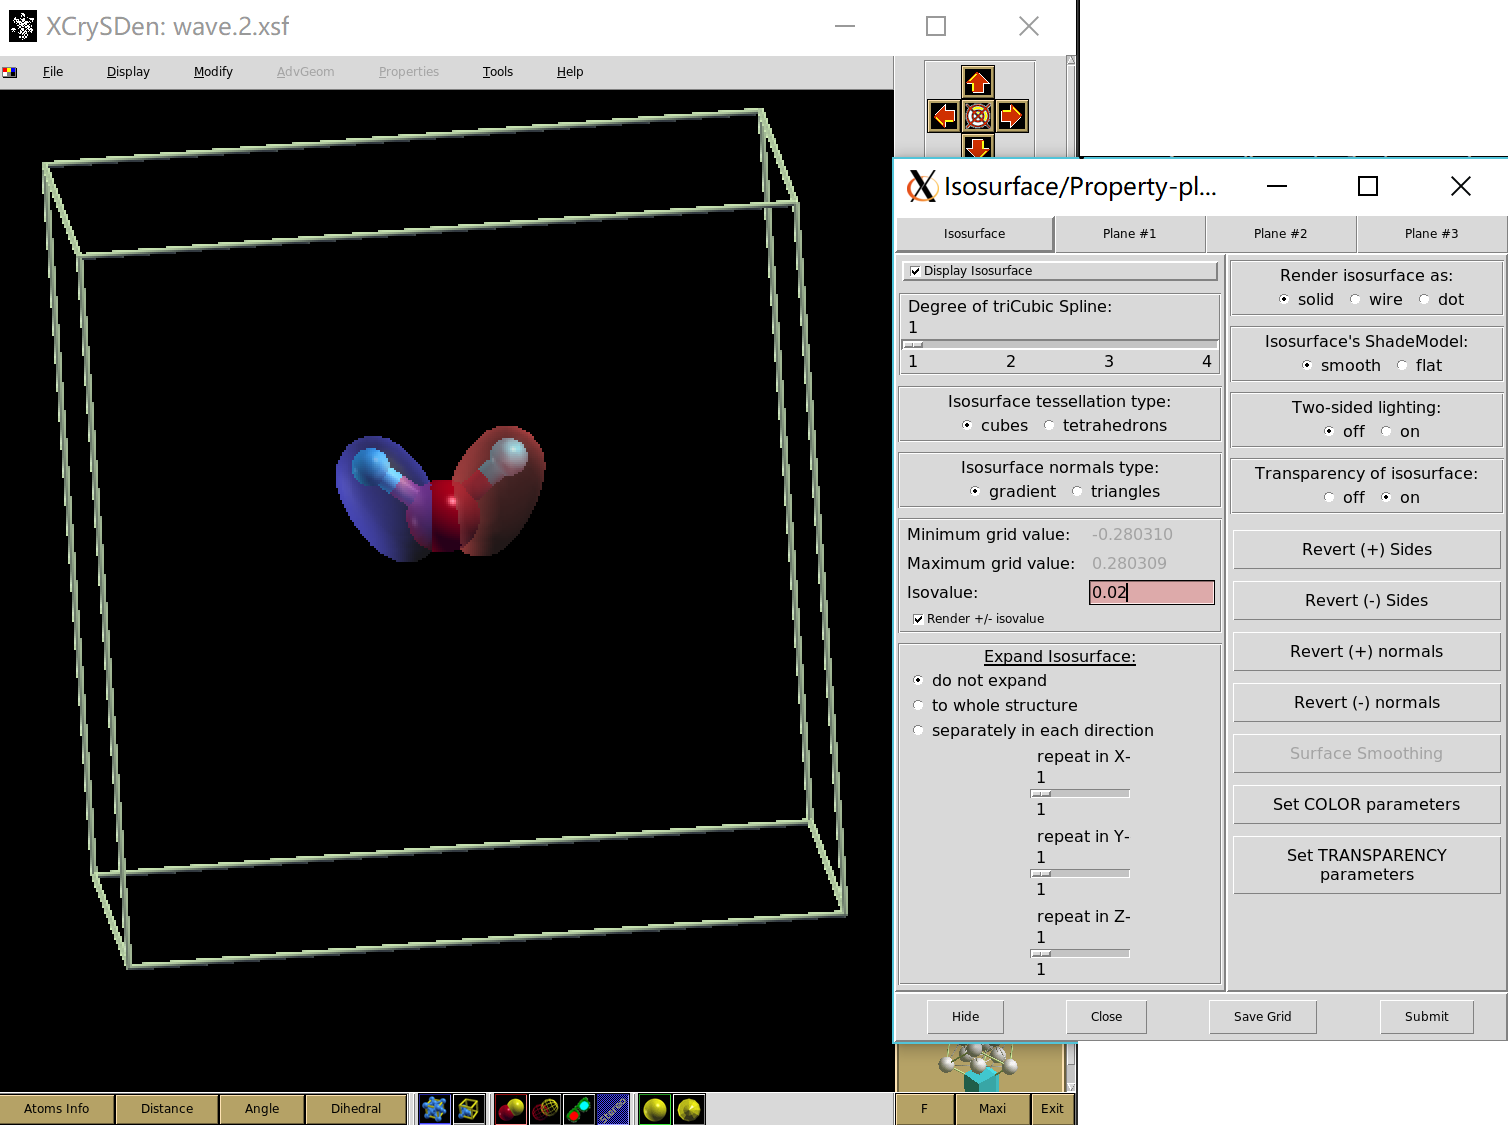 XCrySDen: wave.2.xsf
File Display Modify AdvGeom Properties Tools Help
Isosurface/Property-pl...
Isosurface Plane #1 Plane #2 Plane #3
Display Isosurface
Degree of triCubic Spline:
1
1 2 3 4
Isosurface tessellation type:
cubes tetrahedrons
Isosurface normals type:
gradient triangles
Minimum grid value: -0.280310
Maximum grid value: 0.280309
Isovalue: 0.02
Render +/- isovalue
Expand Isosurface:
do not expand
to whole structure
separately in each direction
repeat in X-
1
1
repeat in Y-
1
1
repeat in Z-
1
1
Render isosurface as:
solid wire dot
Isosurface's ShadeModel:
smooth flat
Two-sided lighting:
off on
Transparency of isosurface:
off on
Revert (+) Sides
Revert (-) Sides
Revert (+) normals
Revert (-) normals
Surface Smoothing
Set COLOR parameters
Set TRANSPARENCY
parameters
Hide Close Save Grid Submit
Atoms Info Distance Angle Dihedral Stereo F Maxi Exit